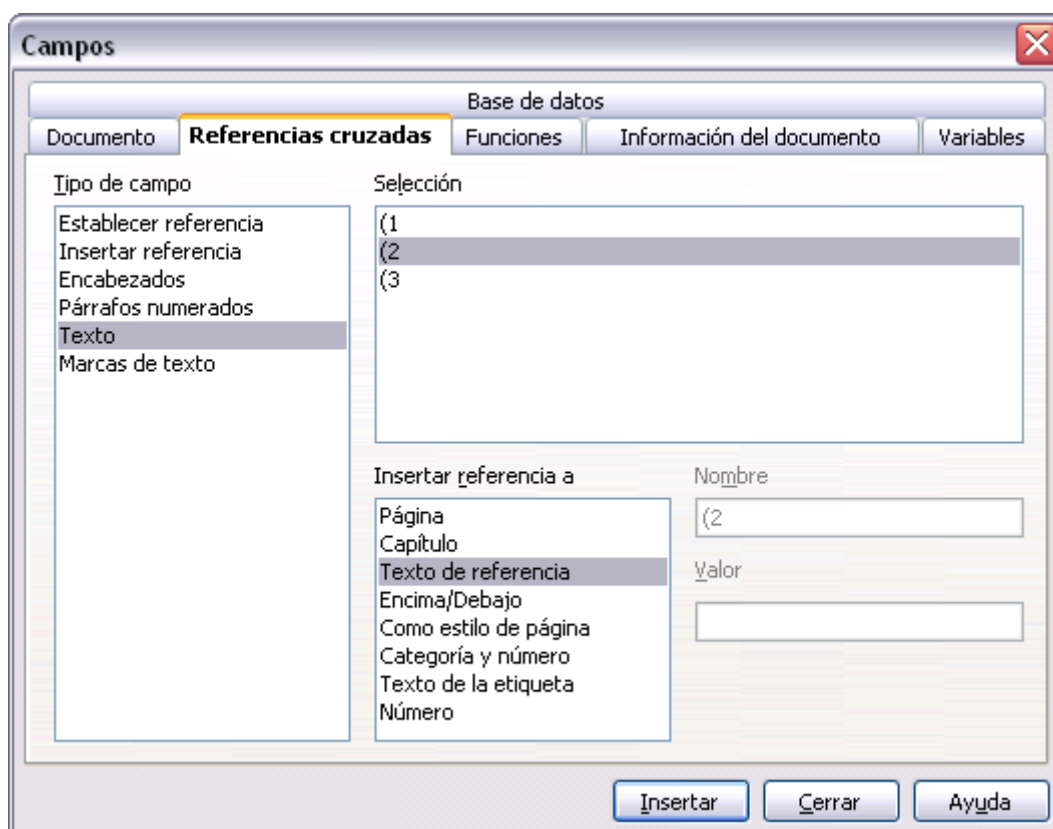 Campos
Base de datos
Documento
Referencias cruzadas
Funciones
Información del documento
Variables
Tipo de campo
Establecer referencia
Insertar referencia
Encabezados
Párrafos numerados
Texto
Marcas de texto
Selección
(1
(2
(3
Insertar referencia a
Página
Capítulo
Texto de referencia
Encima/Debajo
Como estilo de página
Categoría y número
Texto de la etiqueta
Número
Nombre
(2
Valor
Insertar
Cerrar
Ayuda